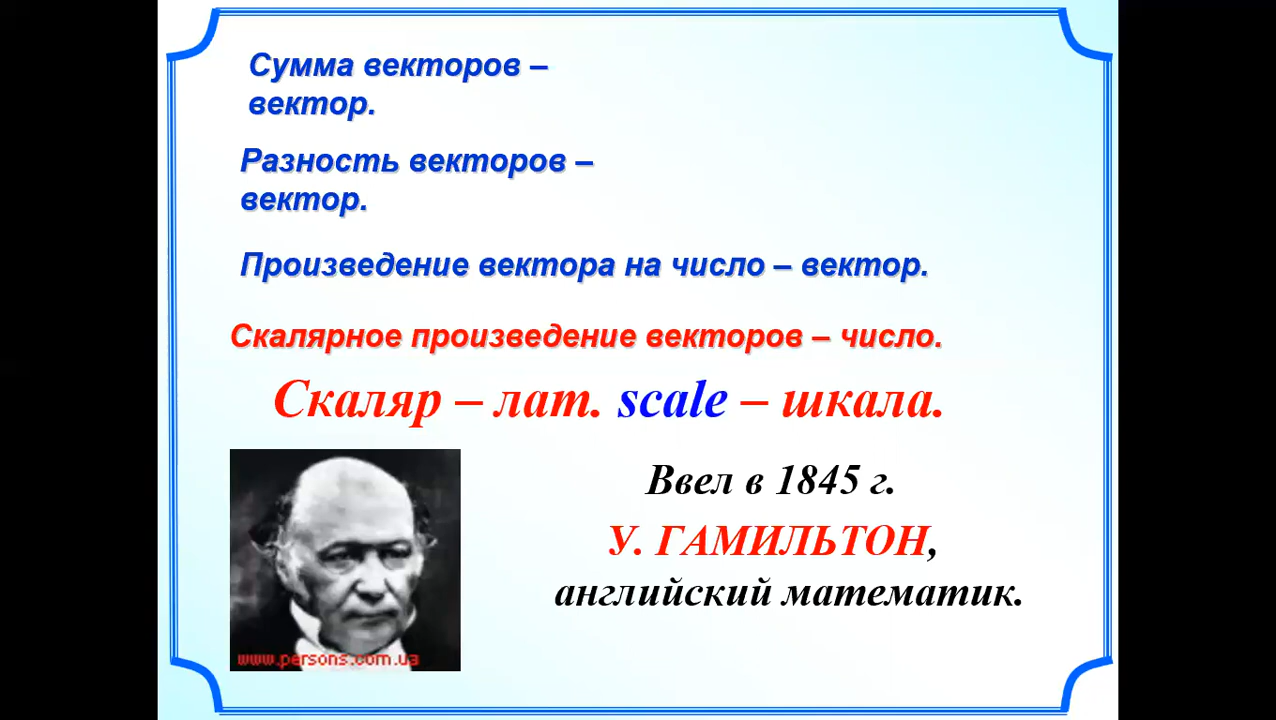 Сумма векторов –
вектор.
Разность векторов –
вектор.
Произведение вектора на число – вектор.
Скалярное произведение векторов – число.
Скаляр – лат. scale – шкала.
Ввел в 1845 г.
У. ГАМИЛЬТОН,
английский математик.
www.persons.com.ua